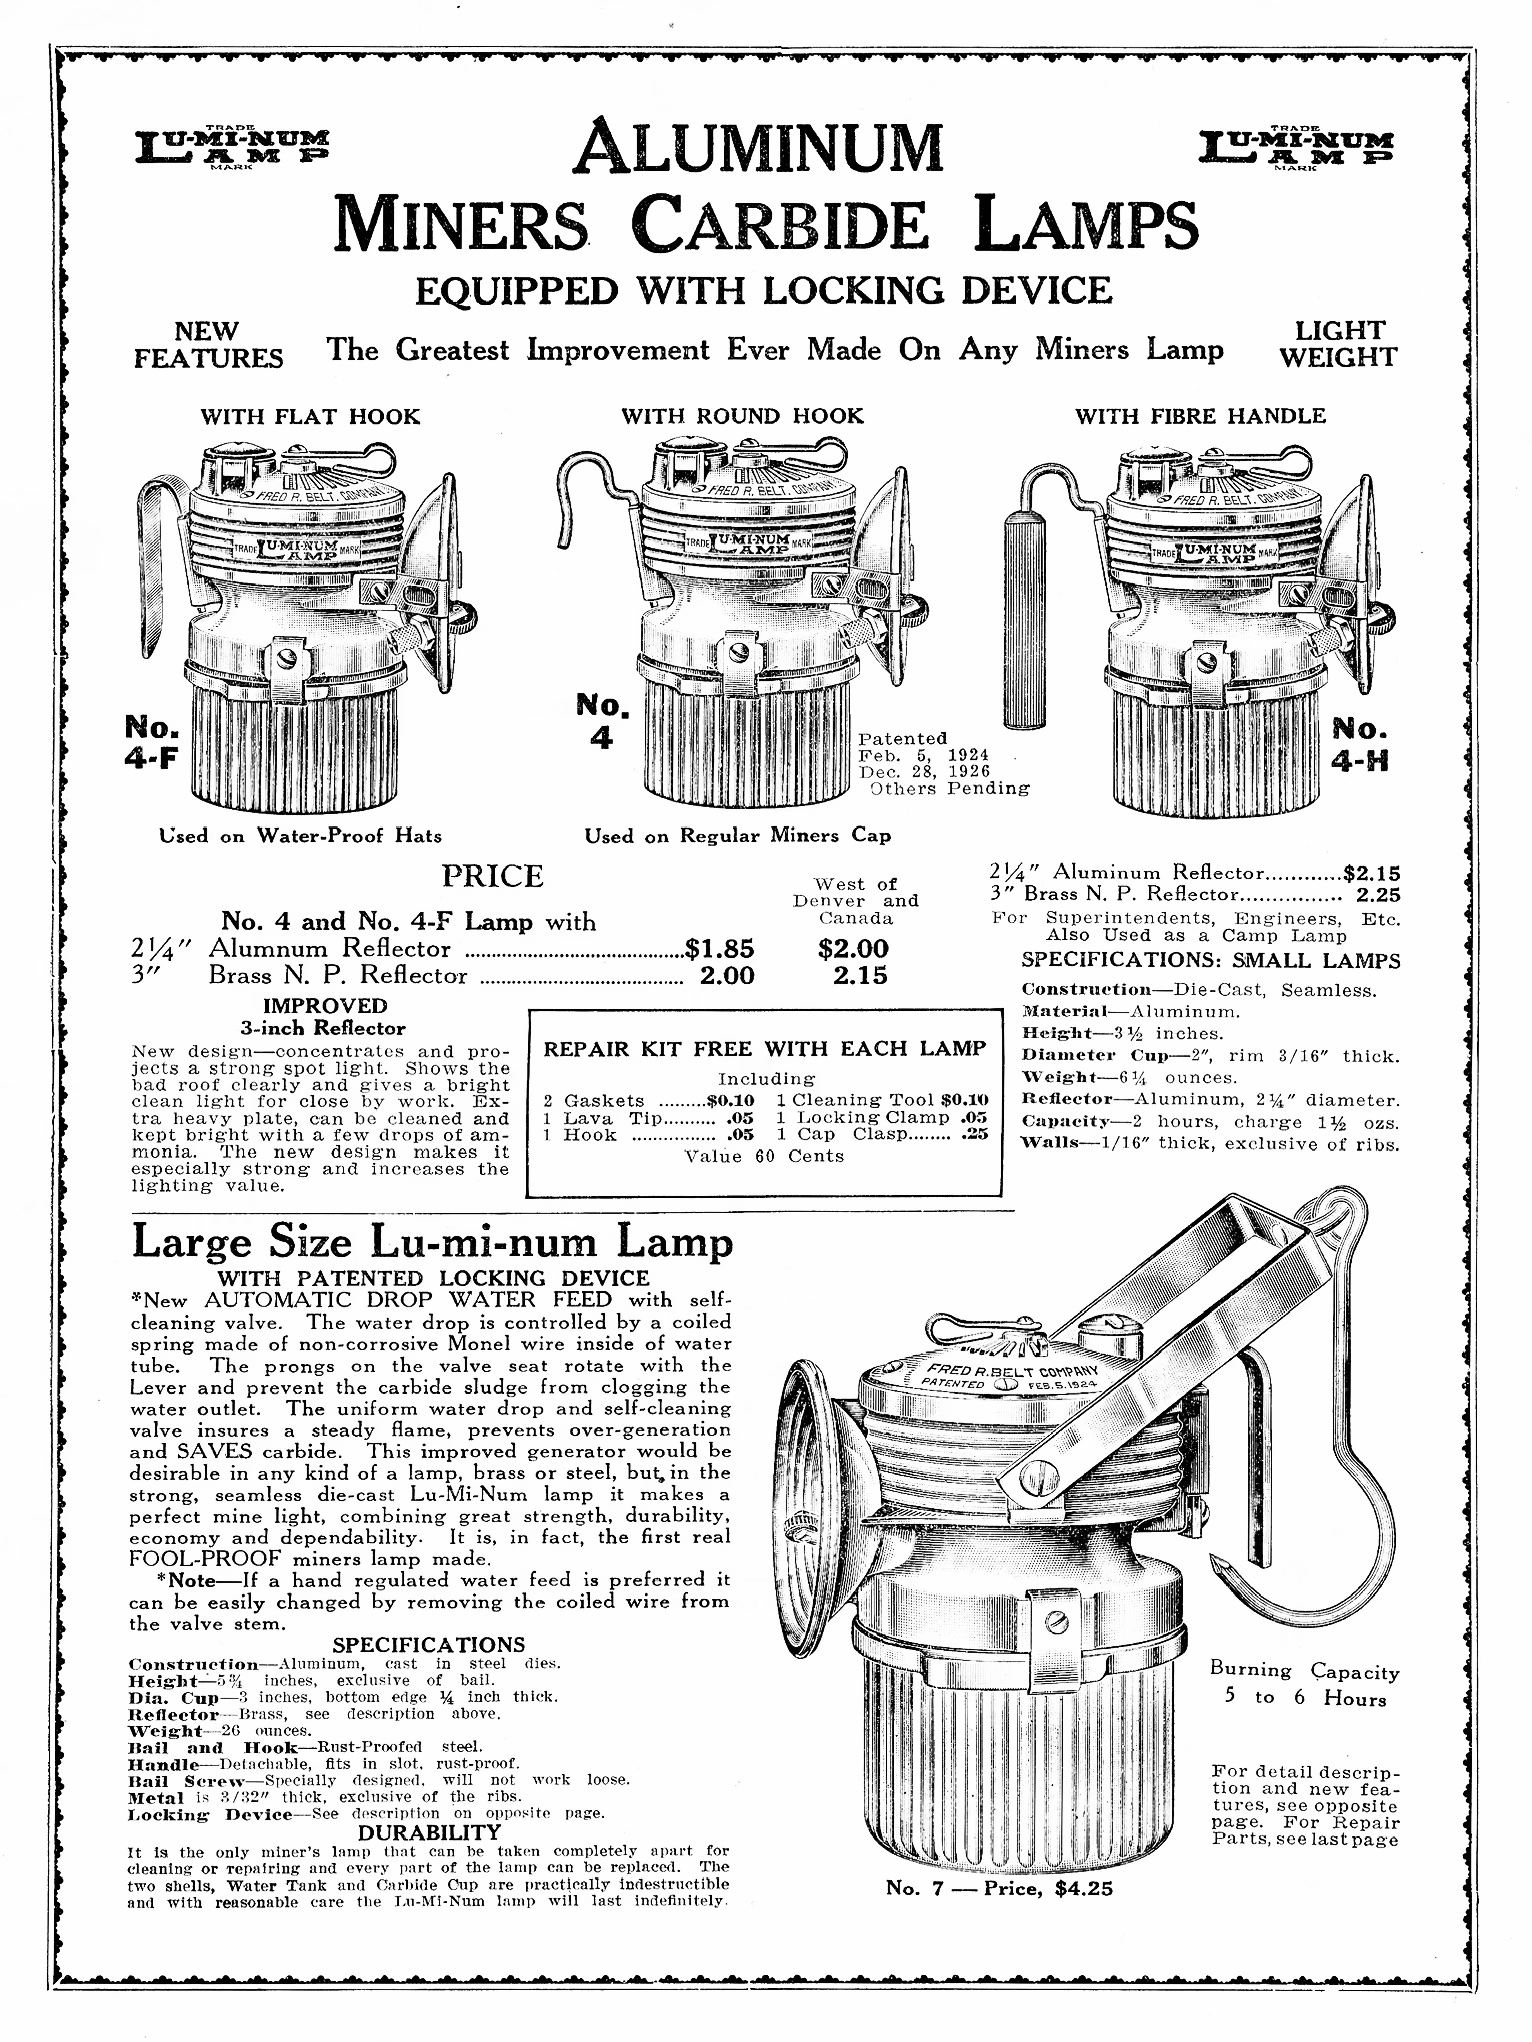 TRADE
LU-MI-NUM
LAMP
MARK
ALUMINUM
TRADE
LU-MI-NUM
LAMP
MARK
MINERS CARBIDE LAMPS
EQUIPPED WITH LOCKING DEVICE
NEW
FEATURES
The Greatest Improvement Ever Made On Any Miners Lamp
LIGHT
WEIGHT
WITH FLAT HOOK
FRED R. BELT. COMPANY
TRADE LU-MI-NUM LAMP MARK
No.
4-F
Used on Water-Proof Hats
WITH ROUND HOOK
FRED R. BELT. COMPANY
TRADE LU-MI-NUM LAMP MARK
No.
4
Patented
Feb. 5, 1924
Dec. 28, 1926
Others Pending
Used on Regular Miners Cap
WITH FIBRE HANDLE
FRED R. BELT COMPANY
TRADE LU-MI-NUM LAMP MARK
No.
4-H
PRICE
West of
Denver and
Canada
No. 4 and No. 4-F Lamp with
2¼" Alumnum Reflector ..........................................$1.85 $2.00
3" Brass N. P. Reflector ....................................... 2.00 2.15
2¼" Aluminum Reflector............$2.15
3" Brass N. P. Reflector................ 2.25
For Superintendents, Engineers, Etc.
Also Used as a Camp Lamp
SPECIFICATIONS: SMALL LAMPS
Construction—Die-Cast, Seamless.
Material—Aluminum.
Height—3½ inches.
Diameter Cup—2", rim 3/16" thick.
Weight—6¼ ounces.
Reflector—Aluminum, 2¼" diameter.
Capacity—2 hours, charge 1½ ozs.
Walls—1/16" thick, exclusive of ribs.
IMPROVED
3-inch Reflector
New design—concentrates and pro-
jects a strong spot light. Shows the
bad roof clearly and gives a bright
clean light for close by work. Ex-
tra heavy plate, can be cleaned and
kept bright with a few drops of am-
monia. The new design makes it
especially strong and increases the
lighting value.
REPAIR KIT FREE WITH EACH LAMP
Including
2 Gaskets .........$0.10 1 Cleaning Tool $0.10
1 Lava Tip.......... .05 1 Locking Clamp .05
1 Hook ................ .05 1 Cap Clasp........ .25
Value 60 Cents
Large Size Lu-mi-num Lamp
WITH PATENTED LOCKING DEVICE
*New AUTOMATIC DROP WATER FEED with self-
cleaning valve. The water drop is controlled by a coiled
spring made of non-corrosive Monel wire inside of water
tube. The prongs on the valve seat rotate with the
Lever and prevent the carbide sludge from clogging the
water outlet. The uniform water drop and self-cleaning
valve insures a steady flame, prevents over-generation
and SAVES carbide. This improved generator would be
desirable in any kind of a lamp, brass or steel, but, in the
strong, seamless die-cast Lu-Mi-Num lamp it makes a
perfect mine light, combining great strength, durability,
economy and dependability. It is, in fact, the first real
FOOL-PROOF miners lamp made.
*Note—If a hand regulated water feed is preferred it
can be easily changed by removing the coiled wire from
the valve stem.
SPECIFICATIONS
Construction—Aluminum, cast in steel dies.
Height—5¾ inches, exclusive of bail.
Dia. Cup—3 inches, bottom edge ¼ inch thick.
Reflector—Brass, see description above.
Weight—26 ounces.
Bail and Hook—Rust-Proofed steel.
Handle—Detachable, fits in slot, rust-proof.
Bail Screw—Specially designed, will not work loose.
Metal is 3/32" thick, exclusive of the ribs.
Locking Device—See description on opposite page.
DURABILITY
It is the only miner's lamp that can be taken completely apart for
cleaning or repairing and every part of the lamp can be replaced. The
two shells, Water Tank and Carbide Cup are practically indestructible
and with reasonable care the Lu-Mi-Num lamp will last indefinitely.
FRED R. BELT COMPANY
PATENTED FEB. 5, 1924
Burning Capacity
5 to 6 Hours
For detail descrip-
tion and new fea-
tures, see opposite
page. For Repair
Parts, see last page
No. 7 — Price, $4.25